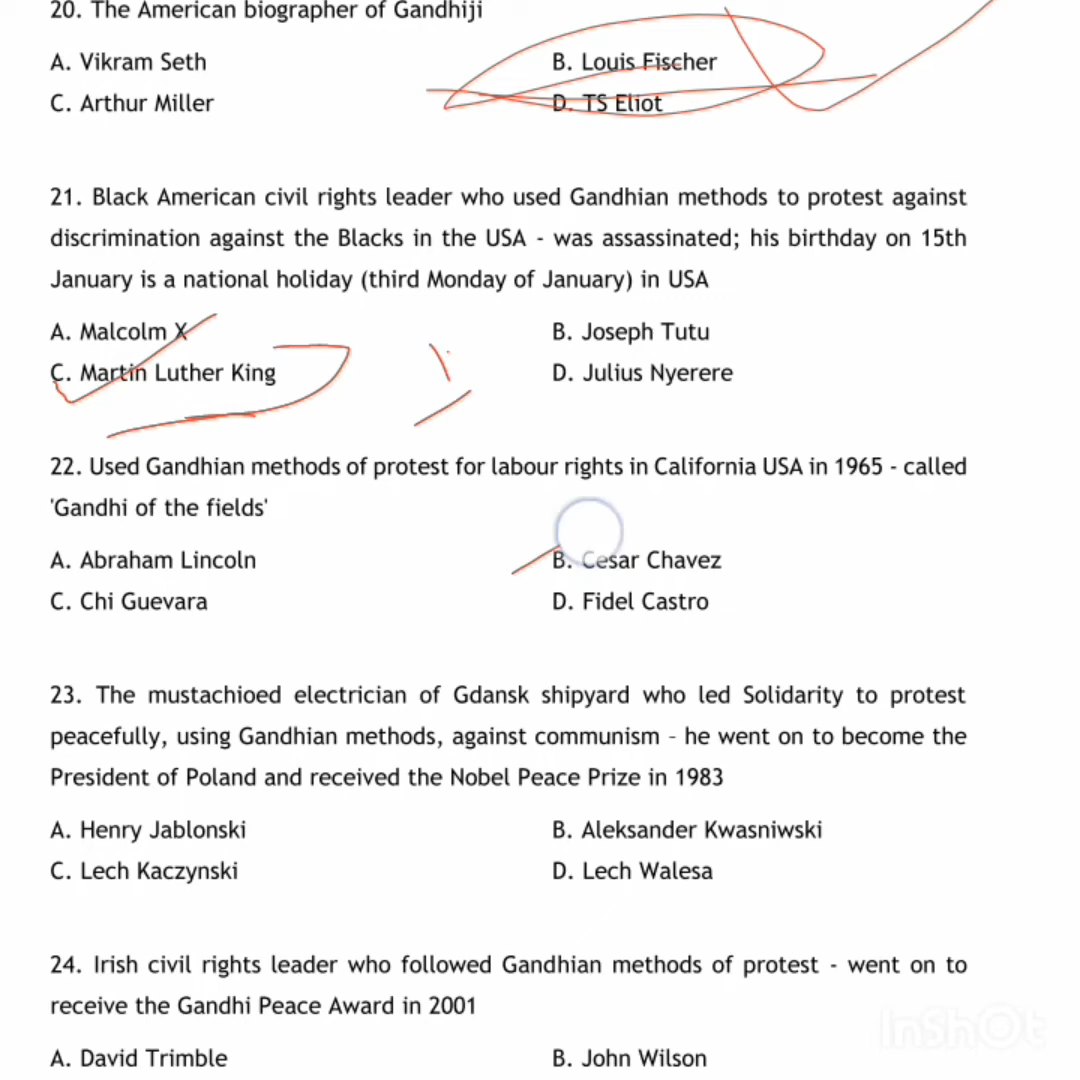 20. The American biographer of Gandhiji
A. Vikram Seth B. Louis Fischer
C. Arthur Miller D. TS Eliot
21. Black American civil rights leader who used Gandhian methods to protest against
discrimination against the Blacks in the USA - was assassinated; his birthday on 15th
January is a national holiday (third Monday of January) in USA
A. Malcolm X B. Joseph Tutu
C. Martin Luther King D. Julius Nyerere
22. Used Gandhian methods of protest for labour rights in California USA in 1965 - called
'Gandhi of the fields'
A. Abraham Lincoln B. Cesar Chavez
C. Chi Guevara D. Fidel Castro
23. The mustachioed electrician of Gdansk shipyard who led Solidarity to protest
peacefully, using Gandhian methods, against communism – he went on to become the
President of Poland and received the Nobel Peace Prize in 1983
A. Henry Jablonski B. Aleksander Kwasniwski
C. Lech Kaczynski D. Lech Walesa
24. Irish civil rights leader who followed Gandhian methods of protest - went on to
receive the Gandhi Peace Award in 2001
A. David Trimble B. John Wilson
InShOt